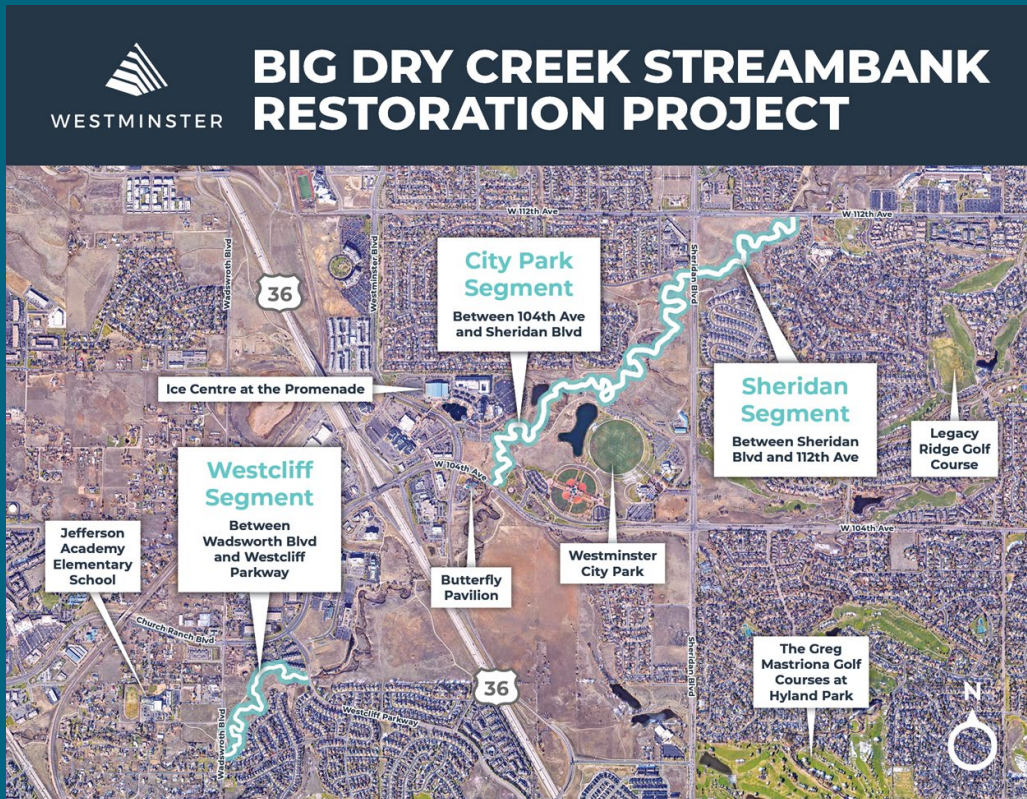 WESTMINSTER
BIG DRY CREEK STREAMBANK
RESTORATION PROJECT
W 112th Ave
W 112th Ave
Wadsworth Blvd
Westminster Blvd
Sheridan Blvd
36
City Park
Segment
Between 104th Ave
and Sheridan Blvd
Ice Centre at the Promenade
Sheridan
Segment
Between Sheridan
Blvd and 112th Ave
Legacy
Ridge Golf
Course
Westcliff
Segment
Between
Wadsworth Blvd
and Westcliff
Parkway
W 104th Ave
W 104th Ave
Jefferson
Academy
Elementary
School
Butterfly
Pavilion
Westminster
City Park
Church Ranch Blvd
Sheridan Blvd
The Greg
Mastriona Golf
Courses at
Hyland Park
36
Westcliff Parkway
Wadsworth Blvd
N